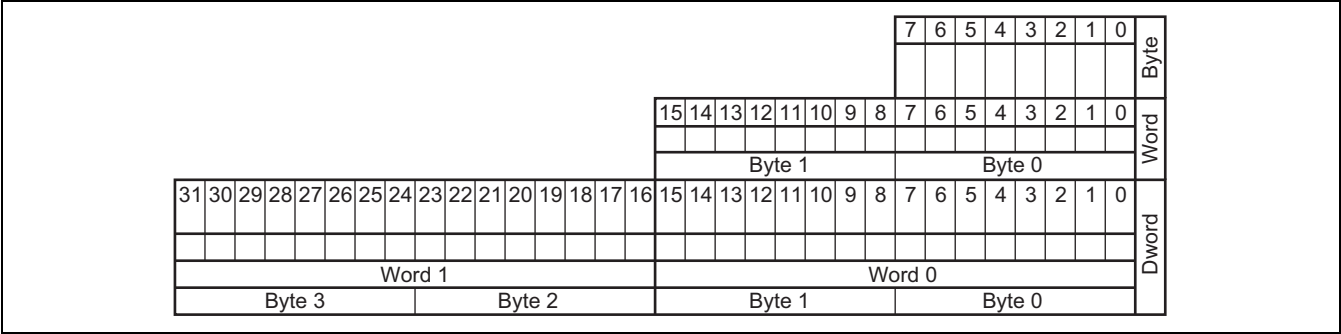 7 6 5 4 3 2 1 0
Byte
15 14 13 12 11 10 9 8 7 6 5 4 3 2 1 0
Word
Byte 1 Byte 0
31 30 29 28 27 26 25 24 23 22 21 20 19 18 17 16 15 14 13 12 11 10 9 8 7 6 5 4 3 2 1 0
Dword
Word 1 Word 0
Byte 3 Byte 2 Byte 1 Byte 0